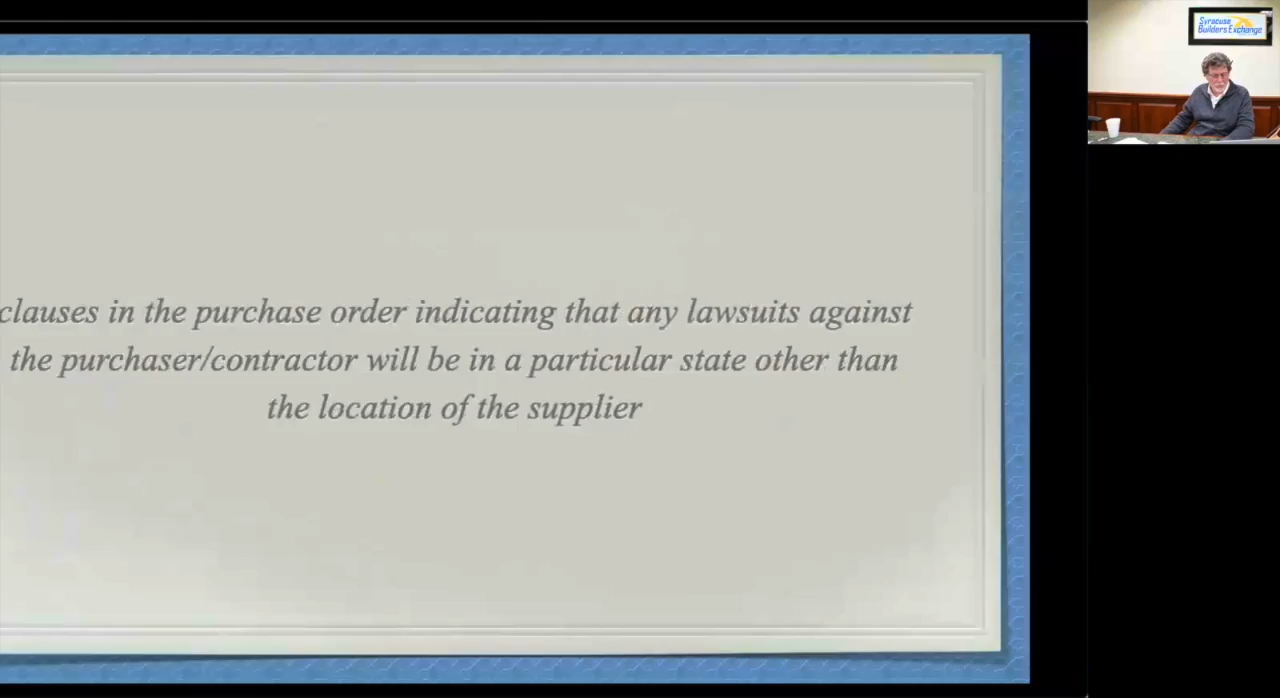 clauses in the purchase order indicating that any lawsuits against
the purchaser/contractor will be in a particular state other than
the location of the supplier
Syracuse
Builders Exchange